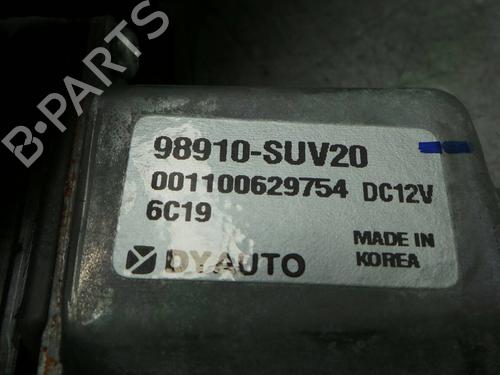 B-PARTS
98910-SUV20
001100629754 DC12V
6C19
MADE IN
KOREA
DYAUTO